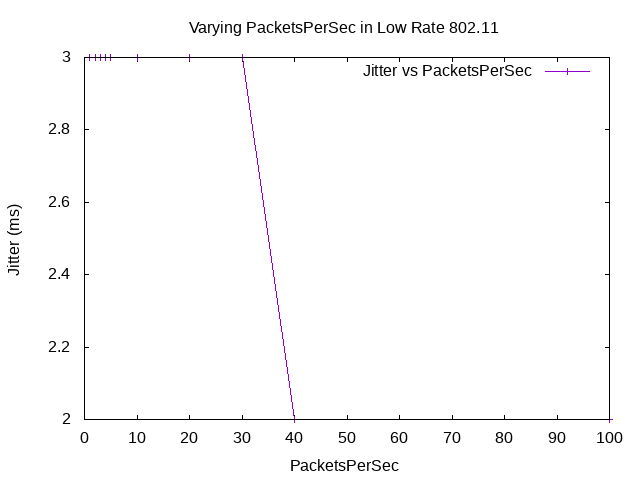 Varying PacketsPerSec in Low Rate 802.11
Jitter vs PacketsPerSec
3
2.8
2.6
2.4
2.2
2
Jitter (ms)
0 10 20 30 40 50 60 70 80 90 100
PacketsPerSec